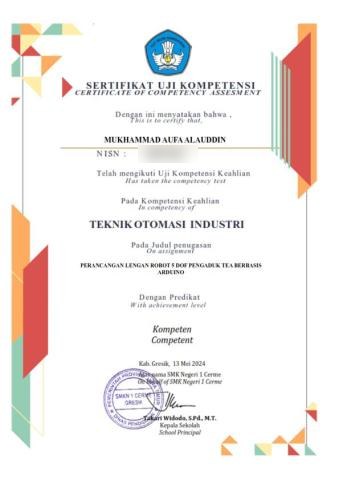 SERTIFIKAT UJI KOMPETENSI
CERTIFICATE OF COMPETENCY ASSESMENT
Dengan ini menyatakan bahwa ,
This is to certify that,
MUKHAMMAD AUFA ALAUDDIN
NISN :
Telah mengikuti Uji Kompetensi Keahlian
Has taken the competency test
Pada Kompetensi Keahlian
In competency of
TEKNIK OTOMASI INDUSTRI
Pada Judul penugasan
On assignment
PERANCANGAN LENGAN ROBOT 5 DOF PENGADUK TEA BERBASIS
ARDUINO
Dengan Predikat
With achievement level
Kompeten
Competent
Kab. Gresik, 13 Mei 2024
Atas nama SMK Negeri 1 Cerme
On Behalf of SMK Negeri 1 Cerme
SMKN 1 CERME
GRESIK
Takari Widodo, S.Pd., M.T.
Kepala Sekolah
School Principal